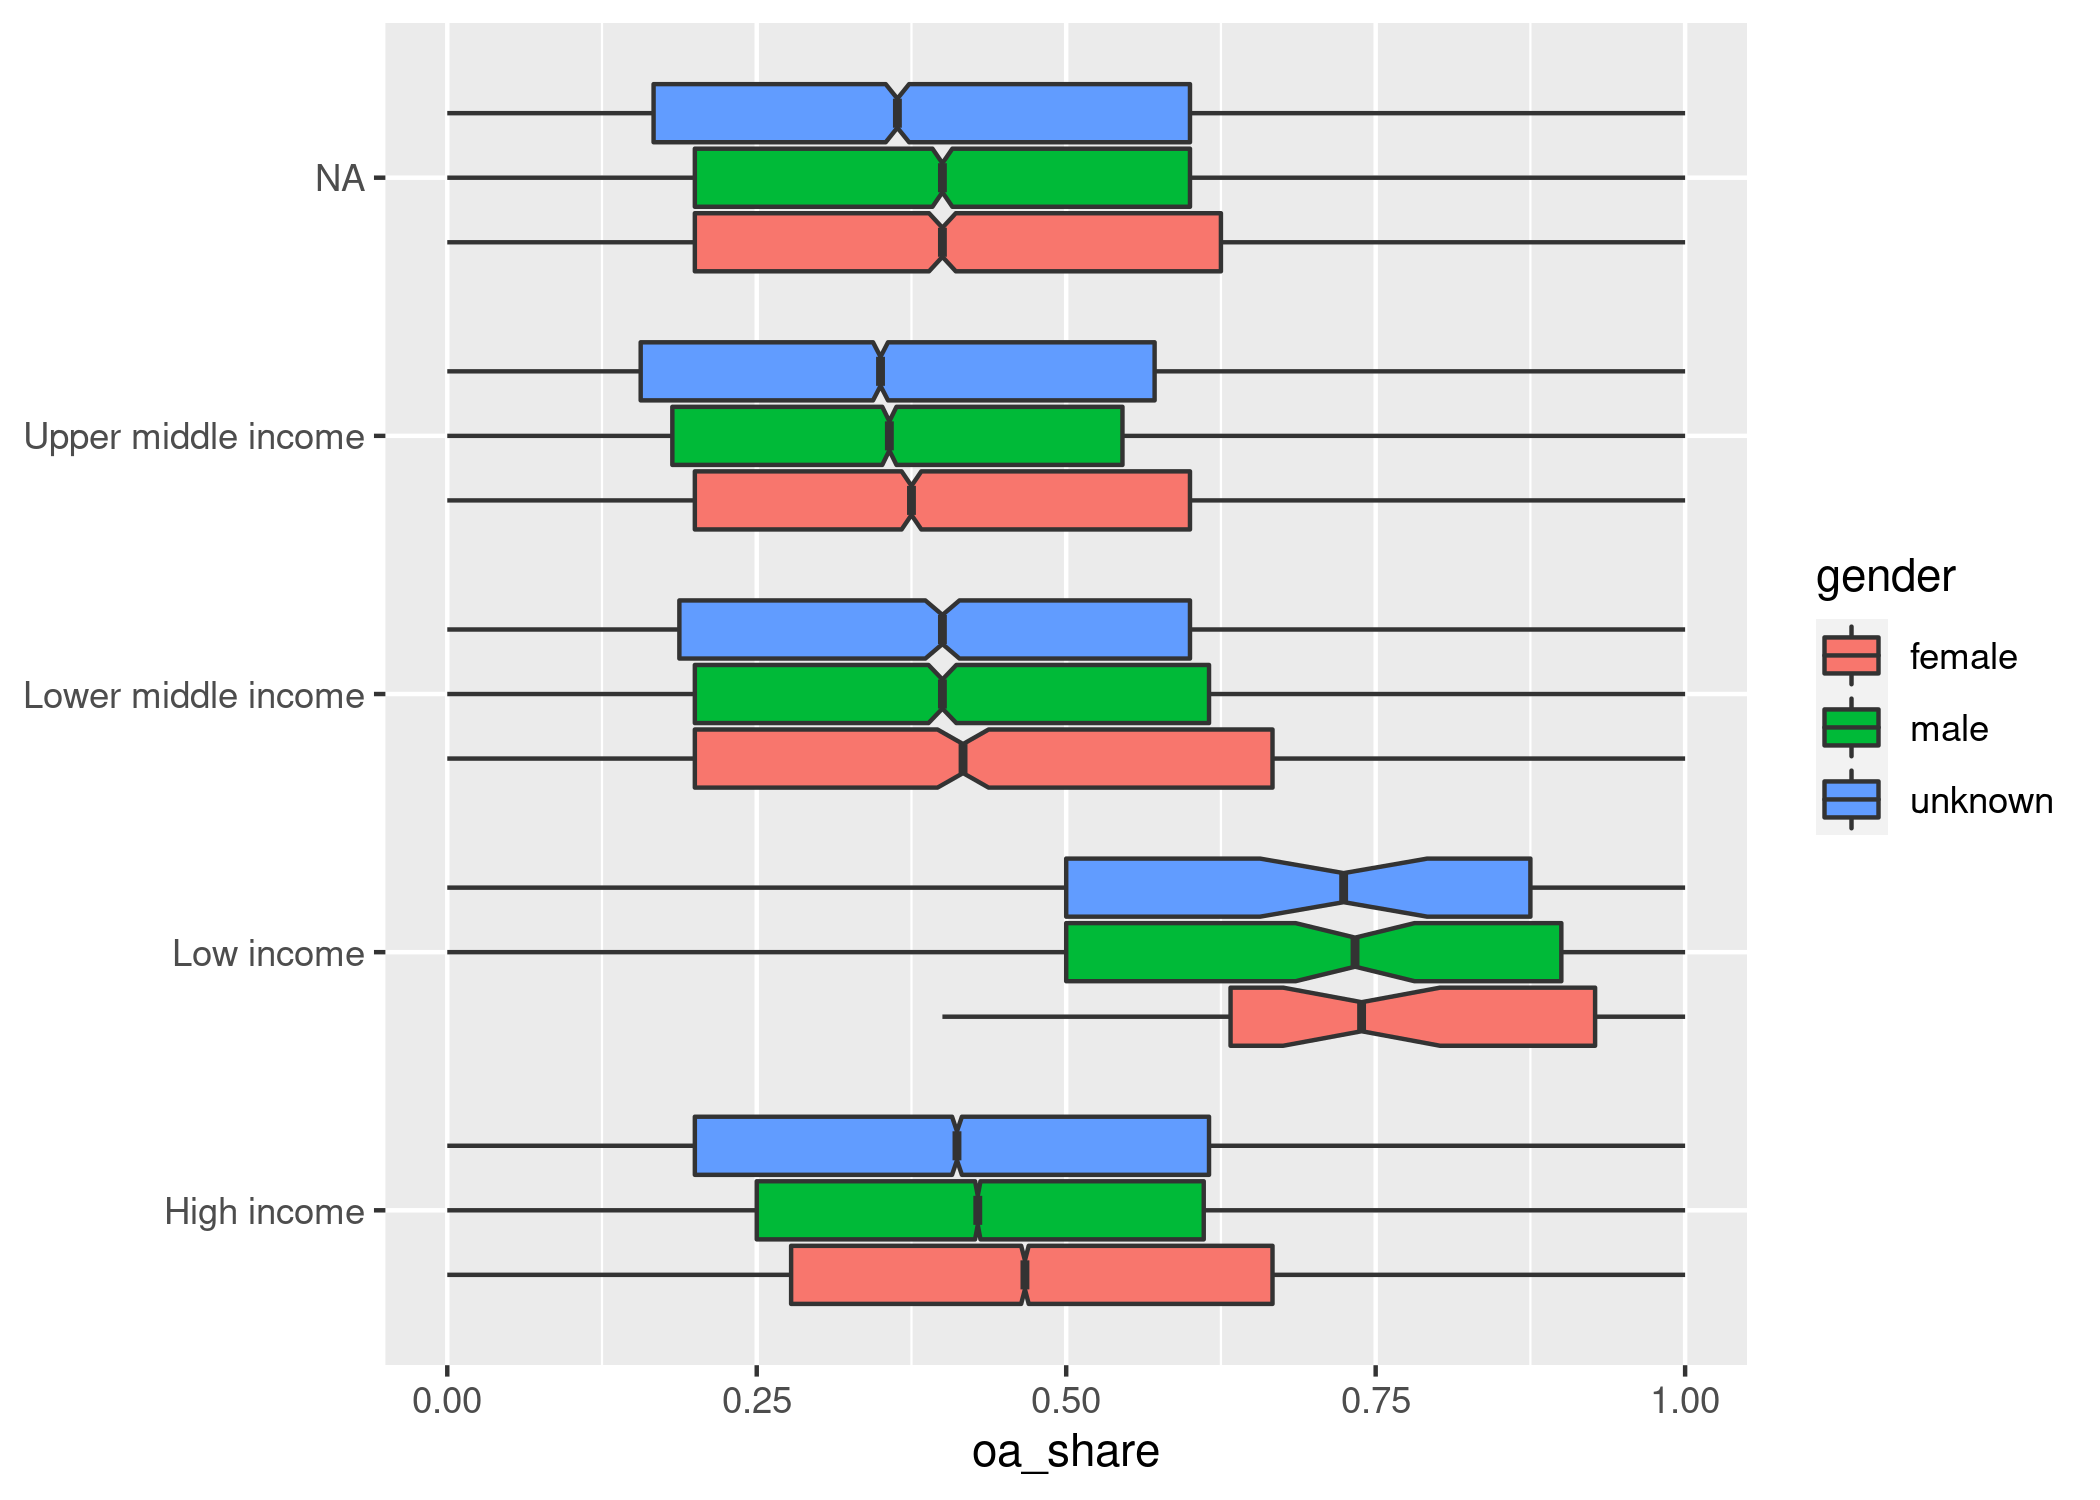 NA
Upper middle income
Lower middle income
Low income
High income
0.00 0.25 0.50 0.75 1.00
oa_share
gender
female
male
unknown